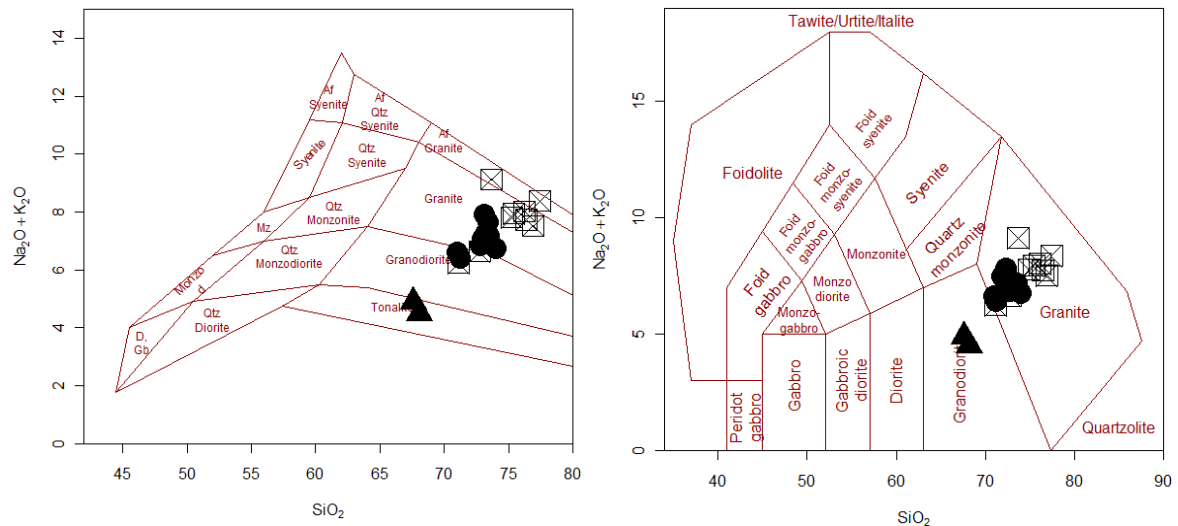 14
12
10
8
6
4
2
0
45
50
55
60
65
70
75
80
Na₂O + K₂O
SiO₂
Af
Syenite
Af
Qtz
Syenite
Af
Granite
Syenite
Qtz
Syenite
Granite
Mz
Qtz
Monzonite
Monzo
d
Qtz
Monzodiorite
Granodiorite
D,
Gb
Qtz
Diorite
Tawite/Urtite/Italite
15
10
5
0
40
50
60
70
80
90
Na₂O + K₂O
SiO₂
Foidolite
Foid
syenite
Foid
monzo-
syenite
Syenite
Foid
monzo-
gabbro
Quartz
monzonite
Monzonite
Foid
gabbro
Monzo
diorite
Monzo-
gabbro
Granite
Peridot
gabbro
Gabbro
Gabbroic
diorite
Diorite
Quartzolite